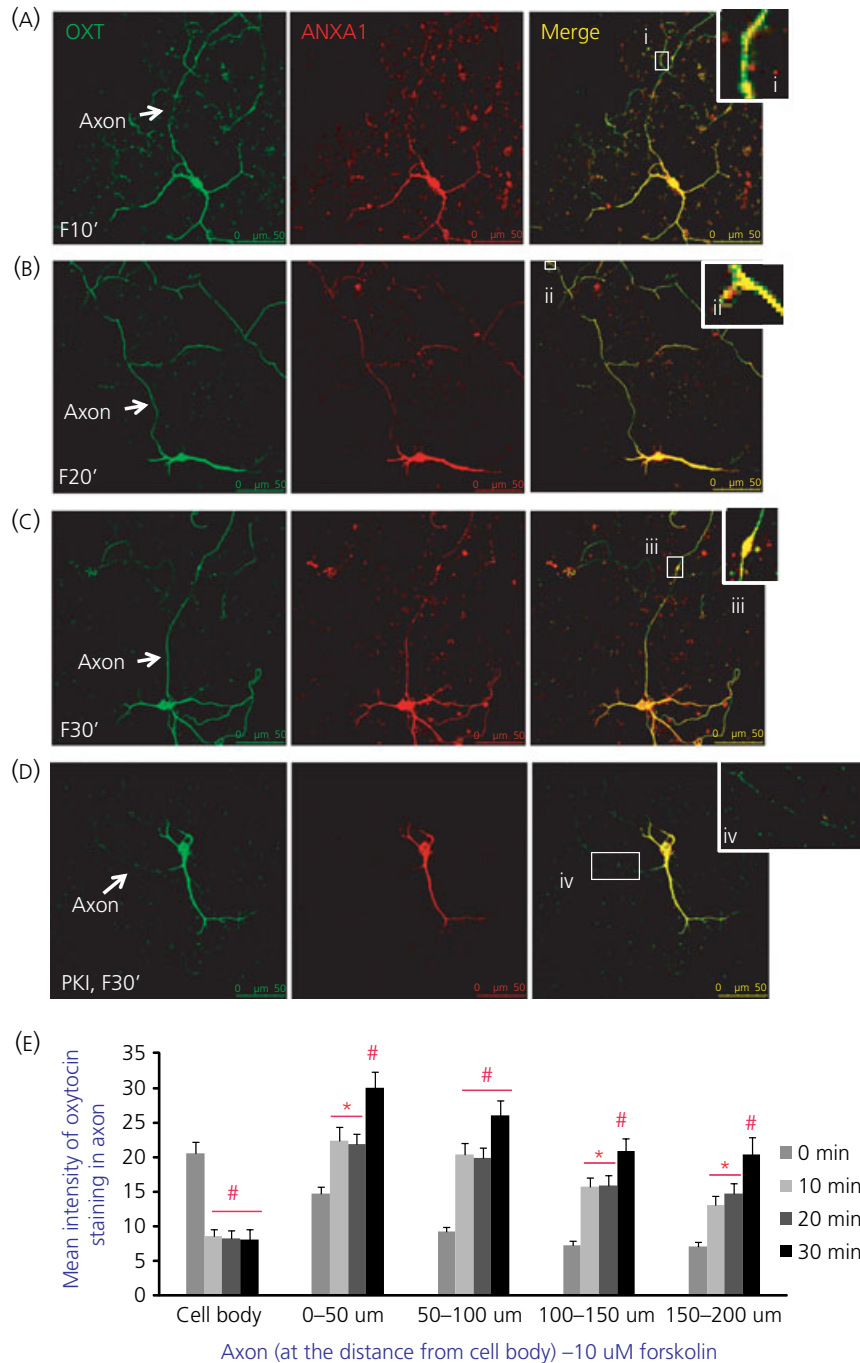 (A)
OXT
ANXA1
Merge
i
i
Axon
F10'
0 µm 50
0 µm 50
0 µm 50
(B)
ii
ii
Axon
F20'
0 µm 50
0 µm 50
0 µm 50
(C)
iii
iii
Axon
F30'
0 µm 50
0 µm 50
0 µm 50
(D)
iv
iv
Axon
PKI, F30'
0 µm 50
0 µm 50
0 µm 50
(E)
Mean intensity of oxytocin
staining in axon
35
30
25
20
15
10
5
0
#
*
#
#
*
#
*
#
0 min
10 min
20 min
30 min
Cell body 0–50 um 50–100 um 100–150 um 150–200 um
Axon (at the distance from cell body) –10 uM forskolin